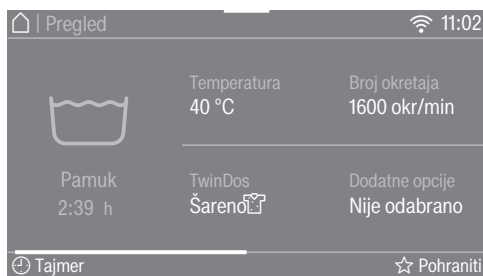 | Pregled 11:02
Temperatura Broj okretaja
40 °C 1600 okr/min
Pamuk TwinDos Dodatne opcije
2:39 h Šareno Nije odabrano
Tajmer Pohraniti